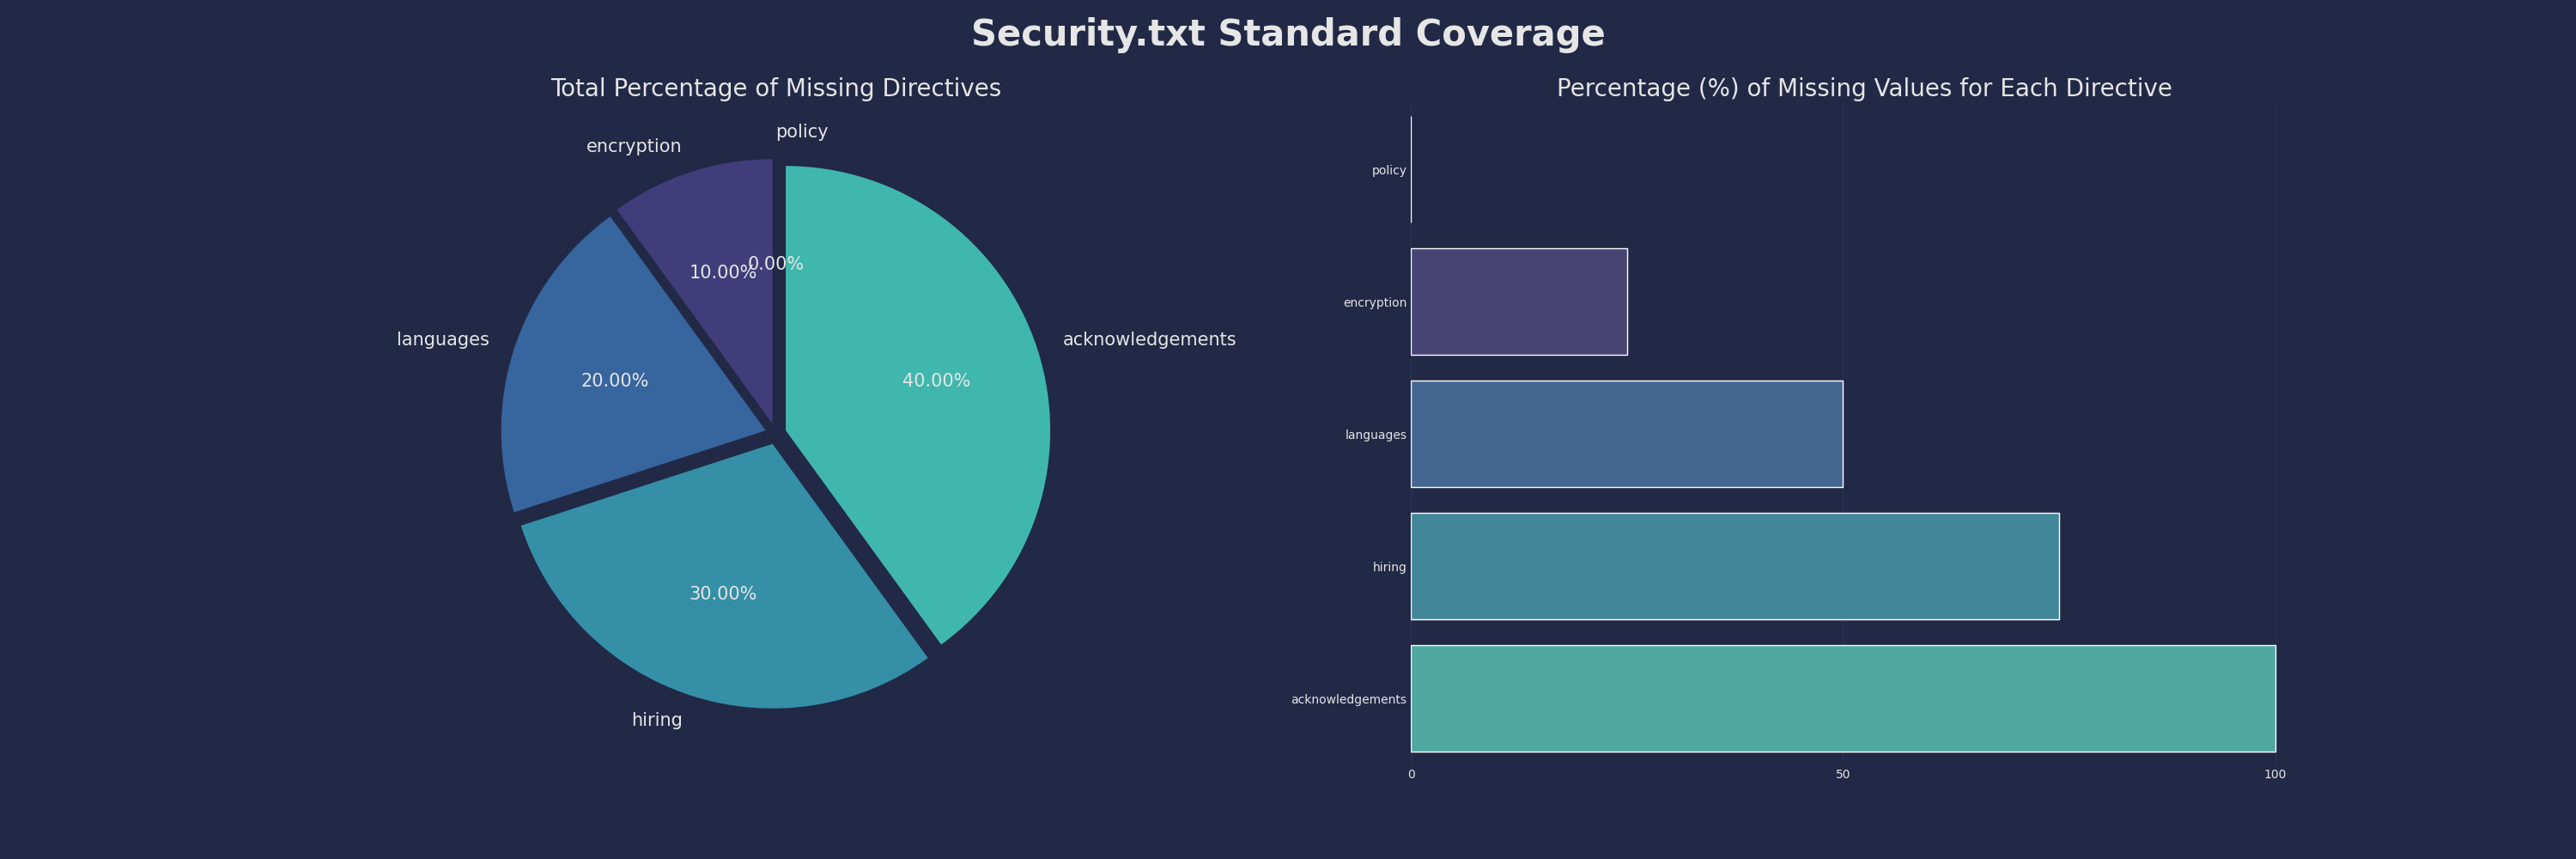 Security.txt Standard Coverage
Total Percentage of Missing Directives
policy
encryption
10.00%
0.00%
languages
acknowledgements
20.00%
40.00%
30.00%
hiring
Percentage (%) of Missing Values for Each Directive
policy
encryption
languages
hiring
acknowledgements
0
50
100